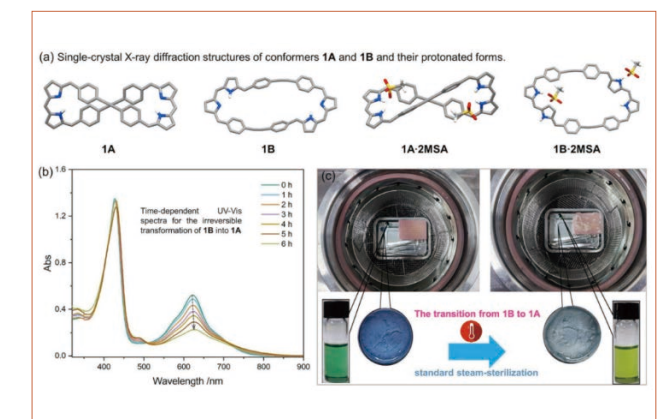 (a) Single-crystal X-ray diffraction structures of conformers 1A and 1B and their protonated forms.
1A
1B
1A·2MSA
1B·2MSA
(b)
1.6
1.2
0.8
0.4
0.0
Abs
Time-dependent UV-Vis
spectra for the irreversible
transformation of 1B into 1A
0 h
1 h
2 h
3 h
4 h
5 h
6 h
400
500
600
700
800
900
Wavelength /nm
(c)
The transition from 1B to 1A
standard steam-sterilization